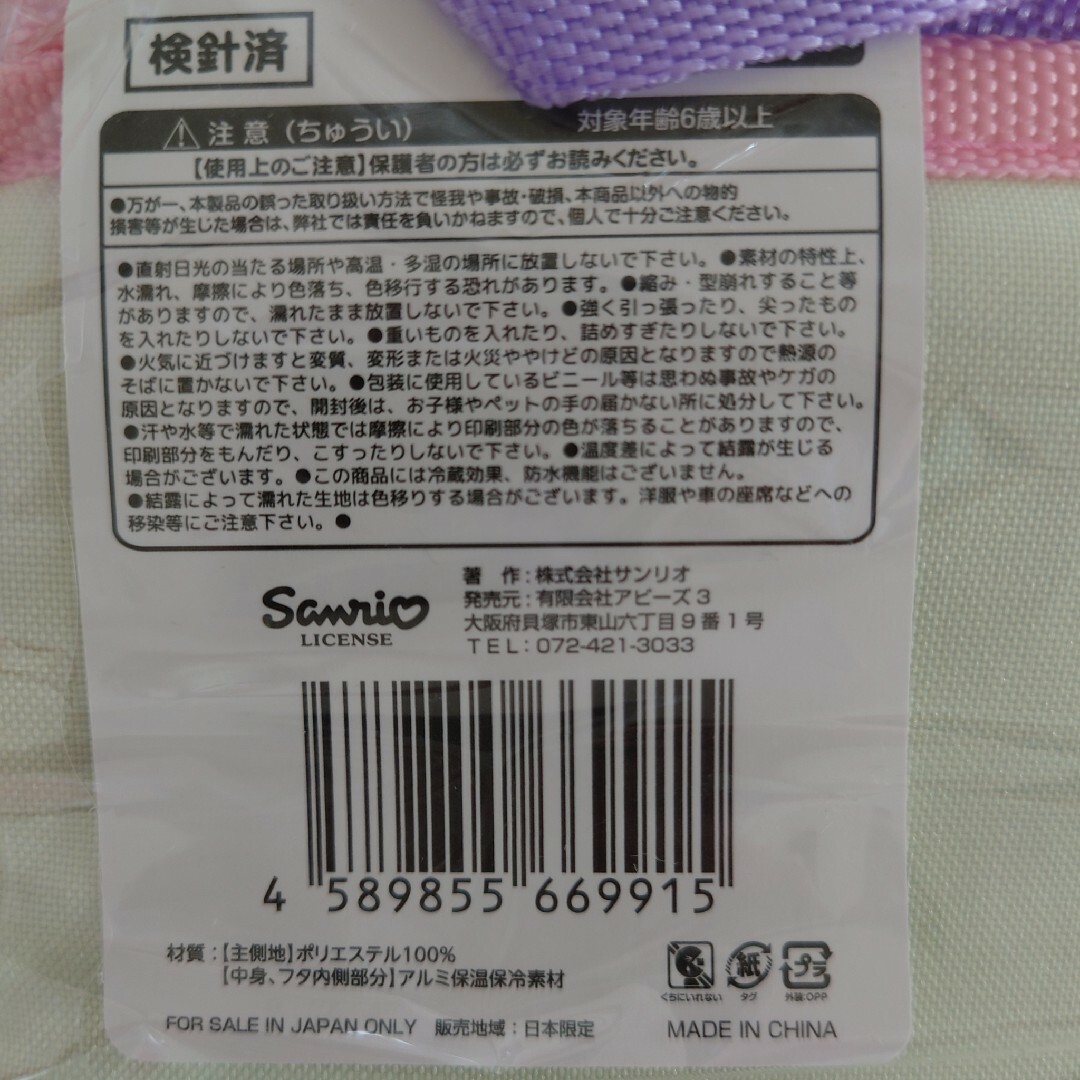 検針済
注意（ちゅうい） 対象年齢6歳以上
【使用上のご注意】保護者の方は必ずお読みください。
●万が一、本製品の誤った取り扱い方法で怪我や事故・破損、本商品以外への物的
損害等が生じた場合は、弊社では責任を負いかねますので、個人で十分ご注意ください。
●直射日光の当たる場所や高温・多湿の場所に放置しないで下さい。●素材の特性上、
水濡れ、摩擦により色落ち、色移行する恐れがあります。●縮み・型崩れすること等
がありますので、濡れたまま放置しないで下さい。●強く引っ張ったり、尖ったもの
を入れたりしないで下さい。●重いものを入れたり、詰めすぎたりしないで下さい。
●火気に近づけますと変質、変形または火災ややけどの原因となりますので熱源の
そばに置かないで下さい。●包装に使用しているビニール等は思わぬ事故やケガの
原因となりますので、開封後は、お子様やペットの手の届かない所に処分して下さい。
●汗や水等で濡れた状態では摩擦により印刷部分の色が落ちることがありますので、
印刷部分をもんだり、こすったりしないで下さい。●温度差によって結露が生じる
場合がございます。●この商品には冷蔵効果、防水機能はございません。
●結露によって濡れた生地は色移りする場合がございます。洋服や車の座席などへの
移染等にご注意下さい。●
Sanrio
LICENSE
著 作：株式会社サンリオ
発売元：有限会社アビーズ3
大阪府貝塚市東山六丁目9番1号
TEL：072-421-3033
4 589855 669915
材質：【主側地】ポリエステル100%
【中身、フタ内側部分】アルミ保温保冷素材
くちにいれない
紙
タグ
プラ
外装:OPP
FOR SALE IN JAPAN ONLY 販売地域：日本限定
MADE IN CHINA